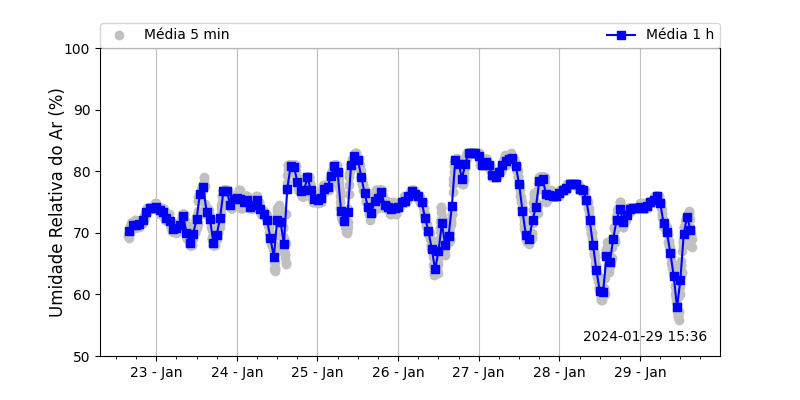 Média 5 min
Média 1 h
Umidade Relativa do Ar (%)
100
90
80
70
60
50
2024-01-29 15:36
23 - Jan
24 - Jan
25 - Jan
26 - Jan
27 - Jan
28 - Jan
29 - Jan